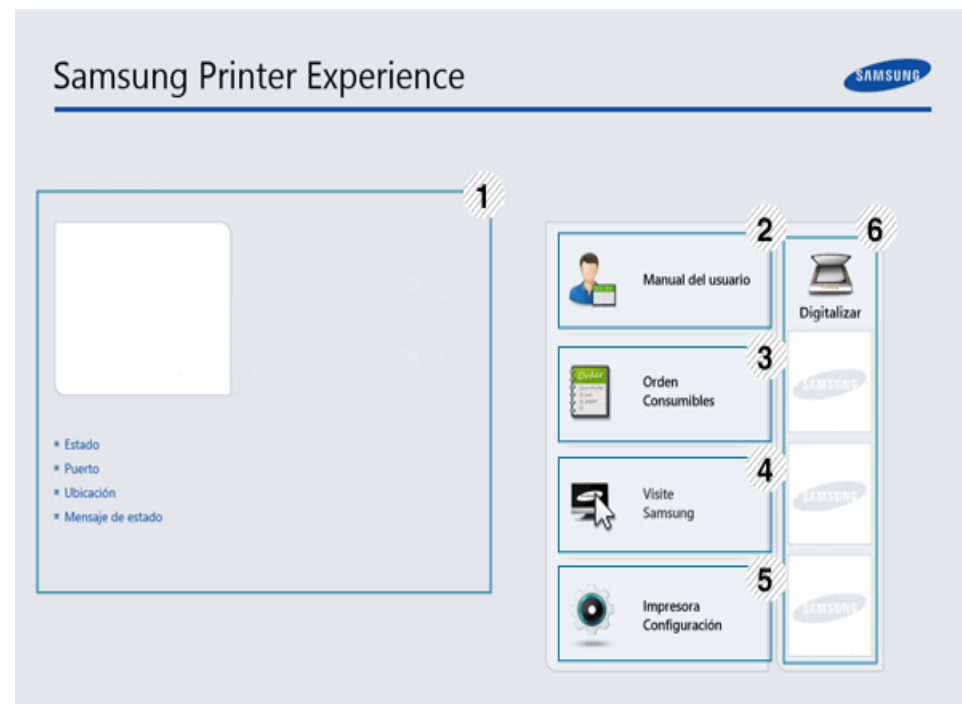 Samsung Printer Experience
SAMSUNG
1
Estado
Puerto
Ubicación
Mensaje de estado
2
Manual del usuario
3
Order
Orden
Consumibles
4
Visite
Samsung
5
Impresora
Configuración
6
Digitalizar
SAMSUNG
SAMSUNG
SAMSUNG